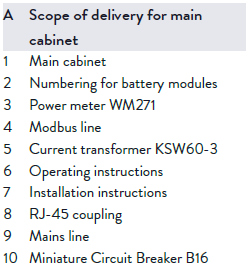 A Scope of delivery for main
cabinet
1 Main cabinet
2 Numbering for battery modules
3 Power meter WM271
4 Modbus line
5 Current transformer KSW60-3
6 Operating instructions
7 Installation instructions
8 RJ-45 coupling
9 Mains line
10 Miniature Circuit Breaker B16